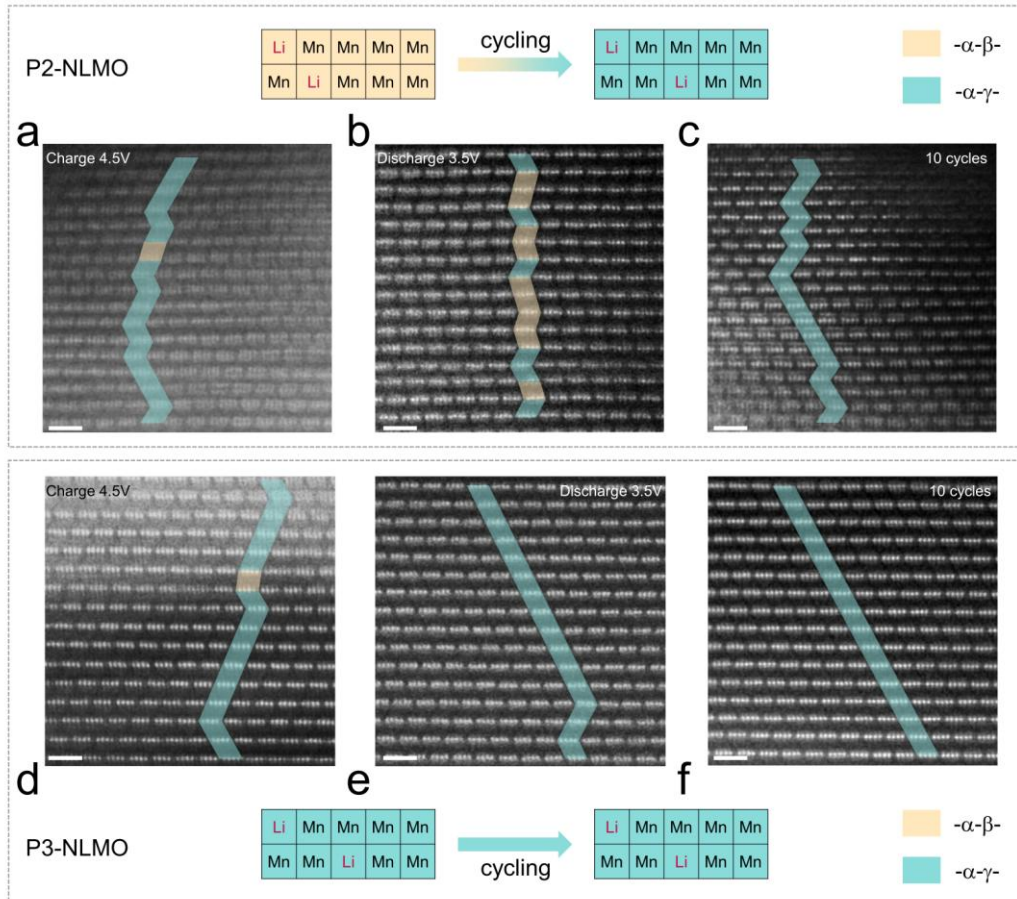 cycling
-α-β-
P2-NLMO
Li Mn Mn Mn Mn
Mn Li Mn Mn Mn
Li Mn Mn Mn Mn
Mn Mn Li Mn Mn
-α-γ-
a
b
c
Charge 4.5V
Discharge 3.5V
10 cycles
Charge 4.5V
Discharge 3.5V
10 cycles
d
e
f
P3-NLMO
Li Mn Mn Mn Mn
Mn Mn Li Mn Mn
cycling
Li Mn Mn Mn Mn
Mn Mn Li Mn Mn
-α-β-
-α-γ-